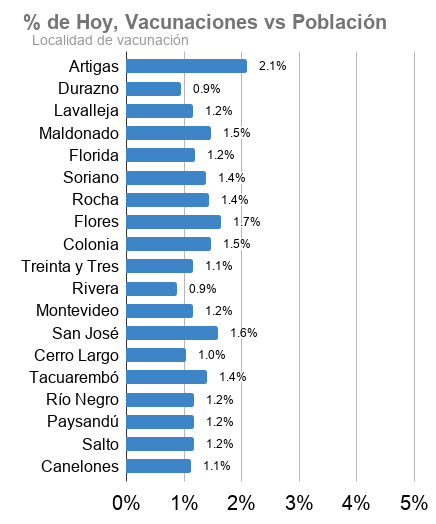 % de Hoy, Vacunaciones vs Población
Localidad de vacunación
Artigas 2.1%
Durazno 0.9%
Lavalleja 1.2%
Maldonado 1.5%
Florida 1.2%
Soriano 1.4%
Rocha 1.4%
Flores 1.7%
Colonia 1.5%
Treinta y Tres 1.1%
Rivera 0.9%
Montevideo 1.2%
San José 1.6%
Cerro Largo 1.0%
Tacuarembó 1.4%
Río Negro 1.2%
Paysandú 1.2%
Salto 1.2%
Canelones 1.1%
0% 1% 2% 3% 4% 5%